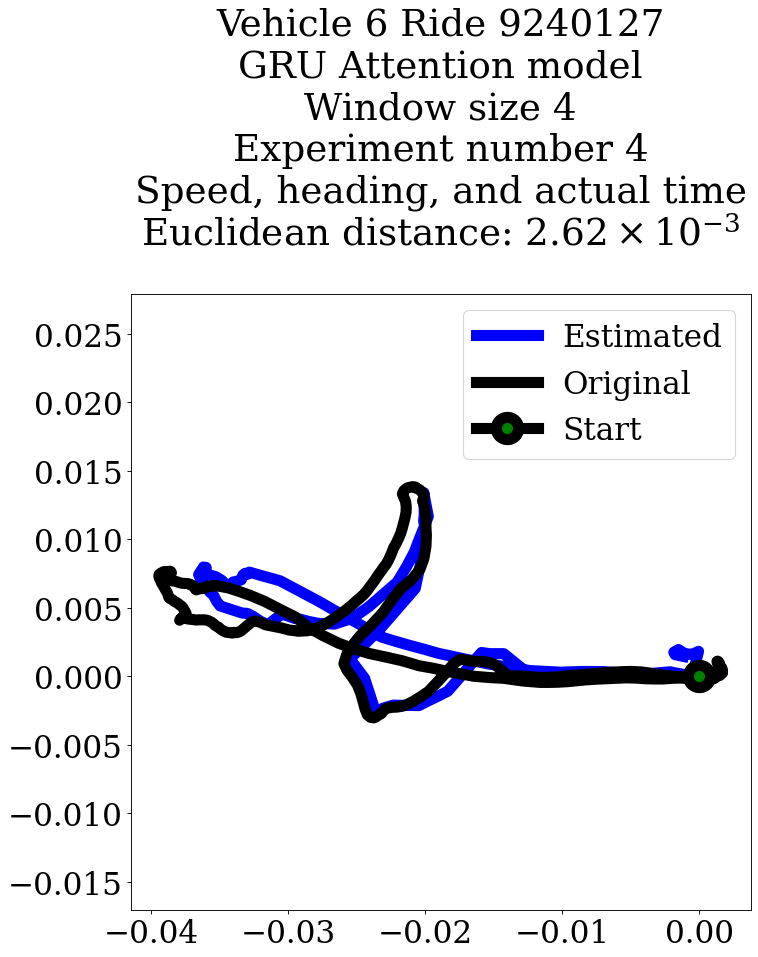 Vehicle 6 Ride 9240127
GRU Attention model
Window size 4
Experiment number 4
Speed, heading, and actual time
Euclidean distance: 2.62 × 10⁻³
Estimated
Original
Start
0.025
0.020
0.015
0.010
0.005
0.000
−0.005
−0.010
−0.015
−0.04 −0.03 −0.02 −0.01 0.00